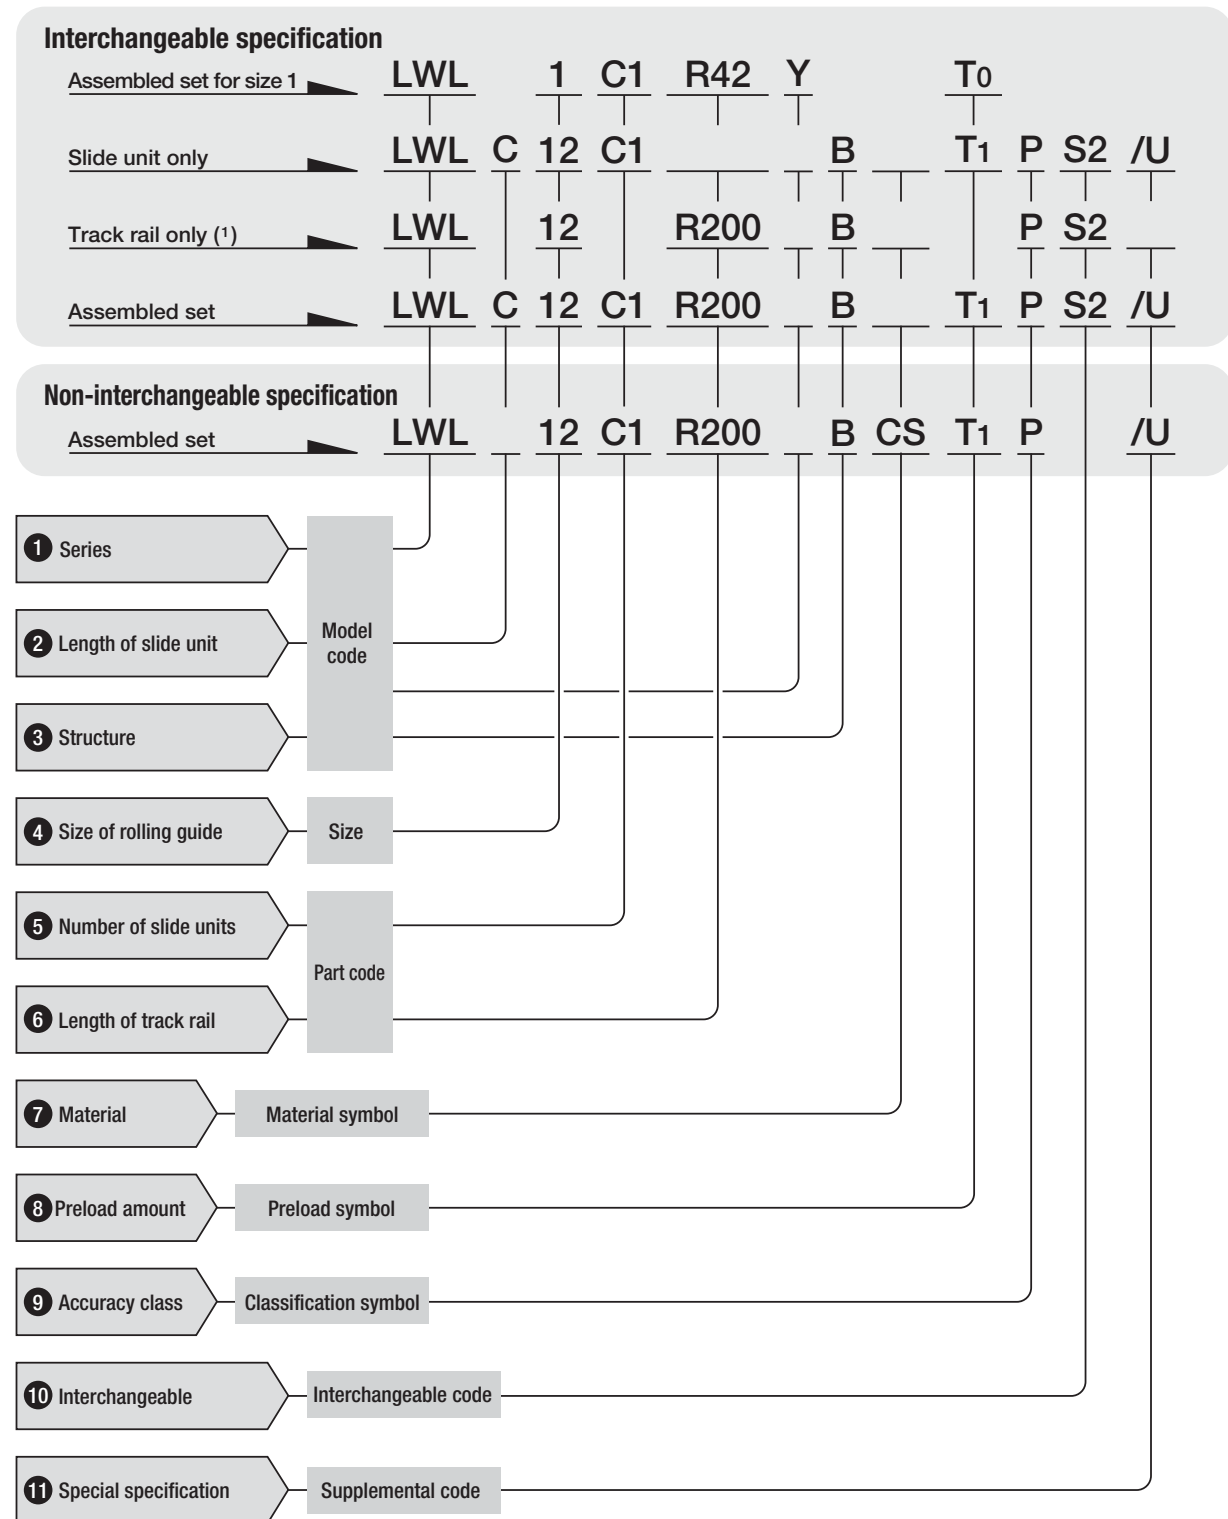 Interchangeable specification
Assembled set for size 1 LWL 1 C1 R42 Y T0
Slide unit only LWL C 12 C1 B T1 P S2 /U
Track rail only (1) LWL 12 R200 B P S2
Assembled set LWL C 12 C1 R200 B T1 P S2 /U
Non-interchangeable specification
Assembled set LWL 12 C1 R200 B CS T1 P /U
1 Series
2 Length of slide unit
Model
code
3 Structure
4 Size of rolling guide Size
5 Number of slide units
Part code
6 Length of track rail
7 Material Material symbol
8 Preload amount Preload symbol
9 Accuracy class Classification symbol
10 Interchangeable Interchangeable code
11 Special specification Supplemental code